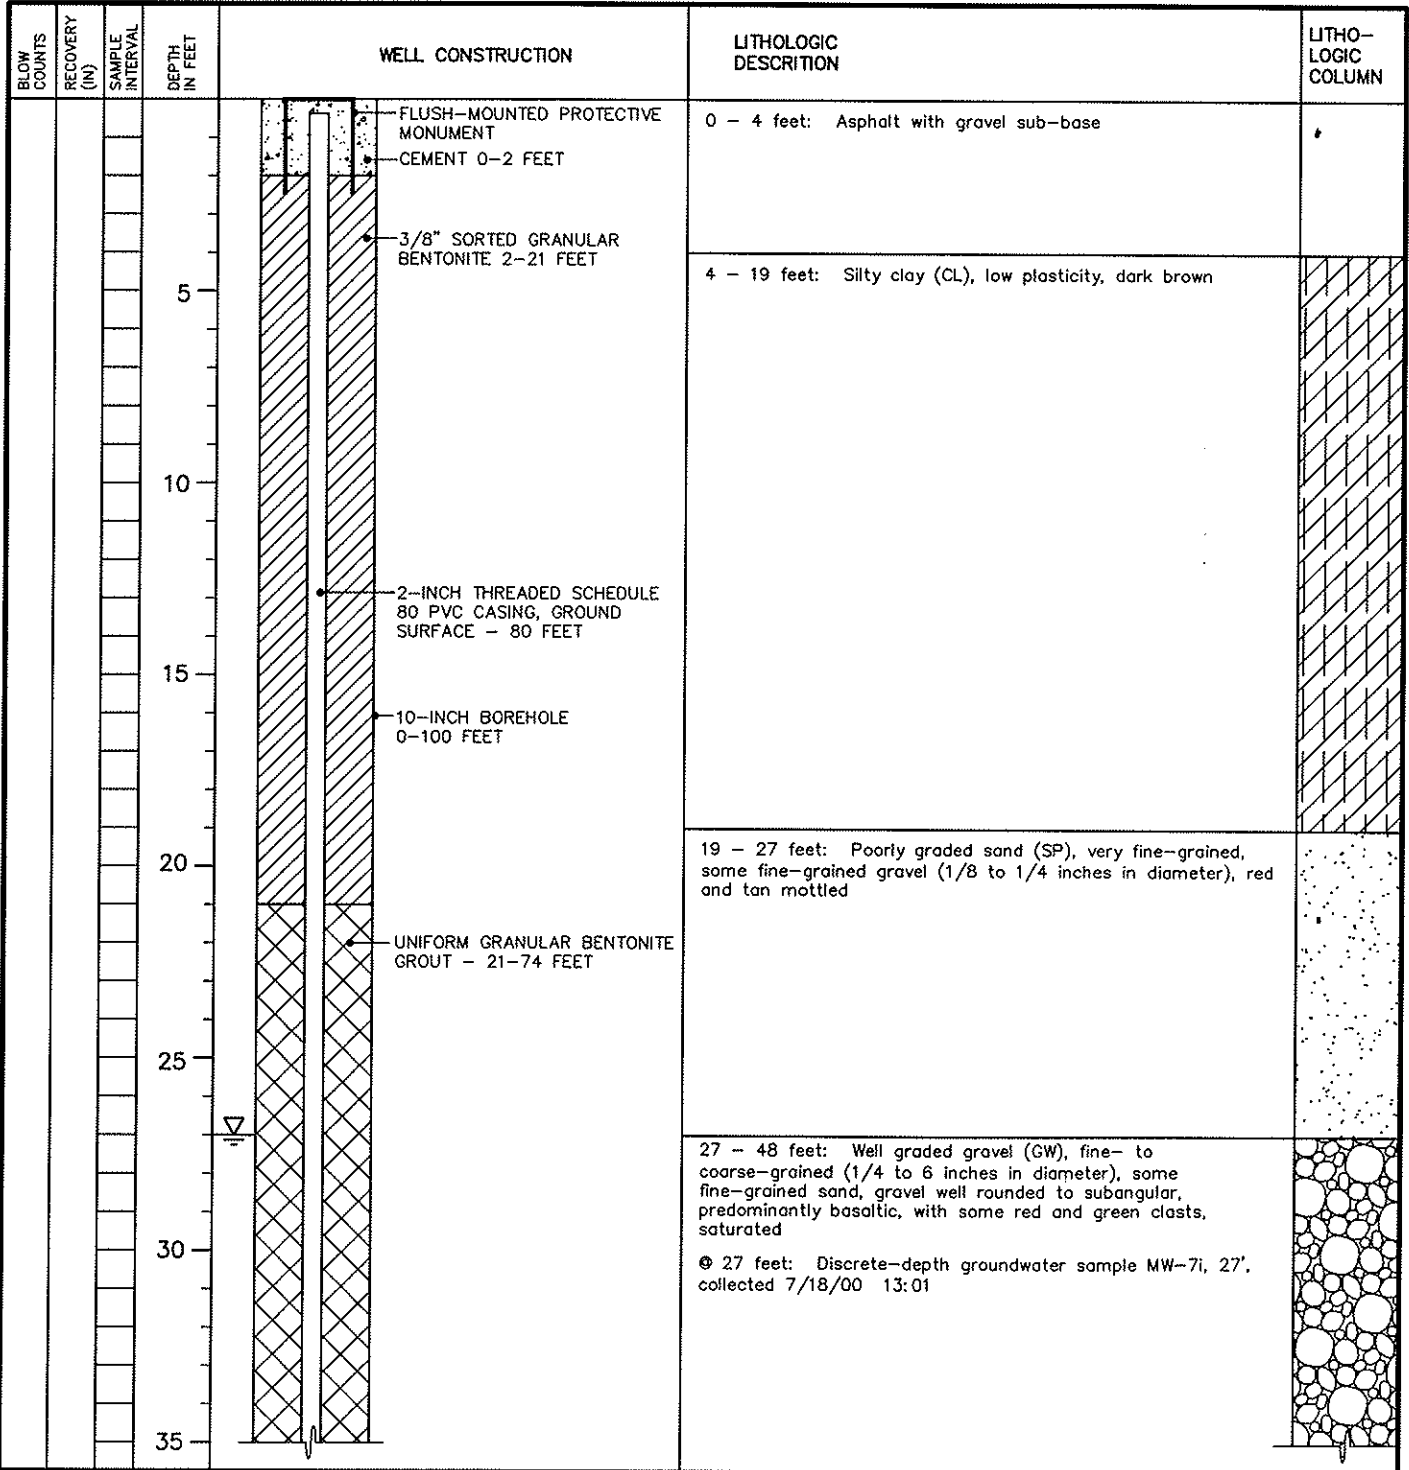 BLOW
COUNTS
RECOVERY
(IN)
SAMPLE
INTERVAL
DEPTH
IN FEET
WELL CONSTRUCTION
LITHOLOGIC
DESCRITION
LITHO-
LOGIC
COLUMN
FLUSH-MOUNTED PROTECTIVE
MONUMENT
CEMENT 0-2 FEET
3/8" SORTED GRANULAR
BENTONITE 2-21 FEET
2-INCH THREADED SCHEDULE
80 PVC CASING, GROUND
SURFACE - 80 FEET
10-INCH BOREHOLE
0-100 FEET
UNIFORM GRANULAR BENTONITE
GROUT - 21-74 FEET
5
10
15
20
25
30
35
0 - 4 feet: Asphalt with gravel sub-base
4 - 19 feet: Silty clay (CL), low plasticity, dark brown
19 - 27 feet: Poorly graded sand (SP), very fine-grained,
some fine-grained gravel (1/8 to 1/4 inches in diameter), red
and tan mottled
27 - 48 feet: Well graded gravel (GW), fine- to
coarse-grained (1/4 to 6 inches in diameter), some
fine-grained sand, gravel well rounded to subangular,
predominantly basaltic, with some red and green clasts,
saturated
@ 27 feet: Discrete-depth groundwater sample MW-7i, 27',
collected 7/18/00 13:01